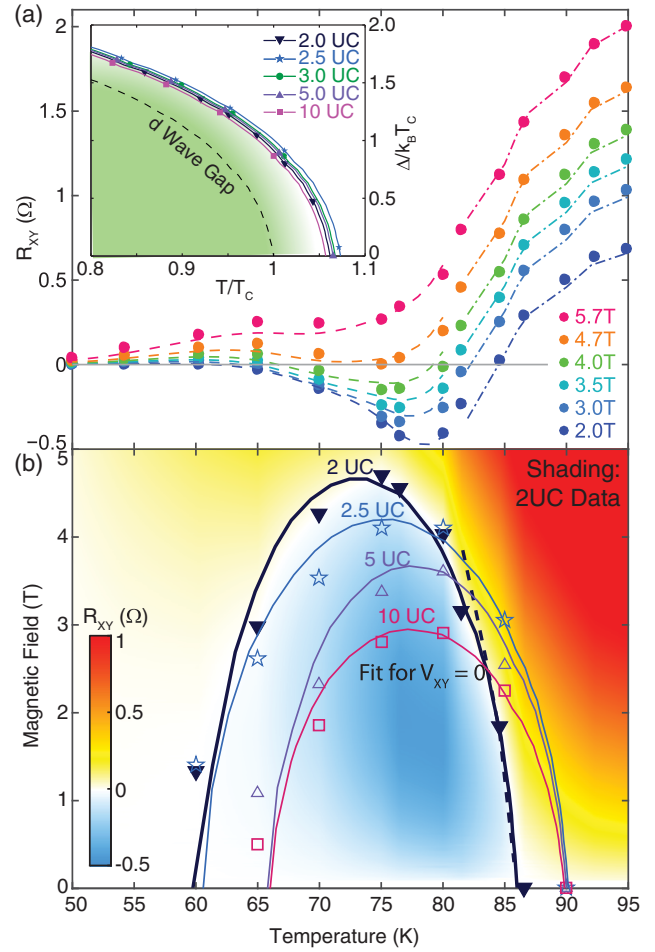 (a)
2
1.5
1
0.5
0
−0.5
R_XY (Ω)
2.0 UC
2.5 UC
3.0 UC
5.0 UC
10 UC
d Wave Gap
2.0
1.5
1
0.5
0
Δ/k_BT_C
0.8
0.9
1
1.1
T/T_C
5.7T
4.7T
4.0T
3.5T
3.0T
2.0T
(b)
5
4
3
2
1
0
Magnetic Field (T)
2 UC
2.5 UC
5 UC
10 UC
Fit for V_XY = 0
Shading:
2UC Data
R_XY (Ω)
1
0.5
0
-0.5
50 55 60 65 70 75 80 85 90 95
Temperature (K)